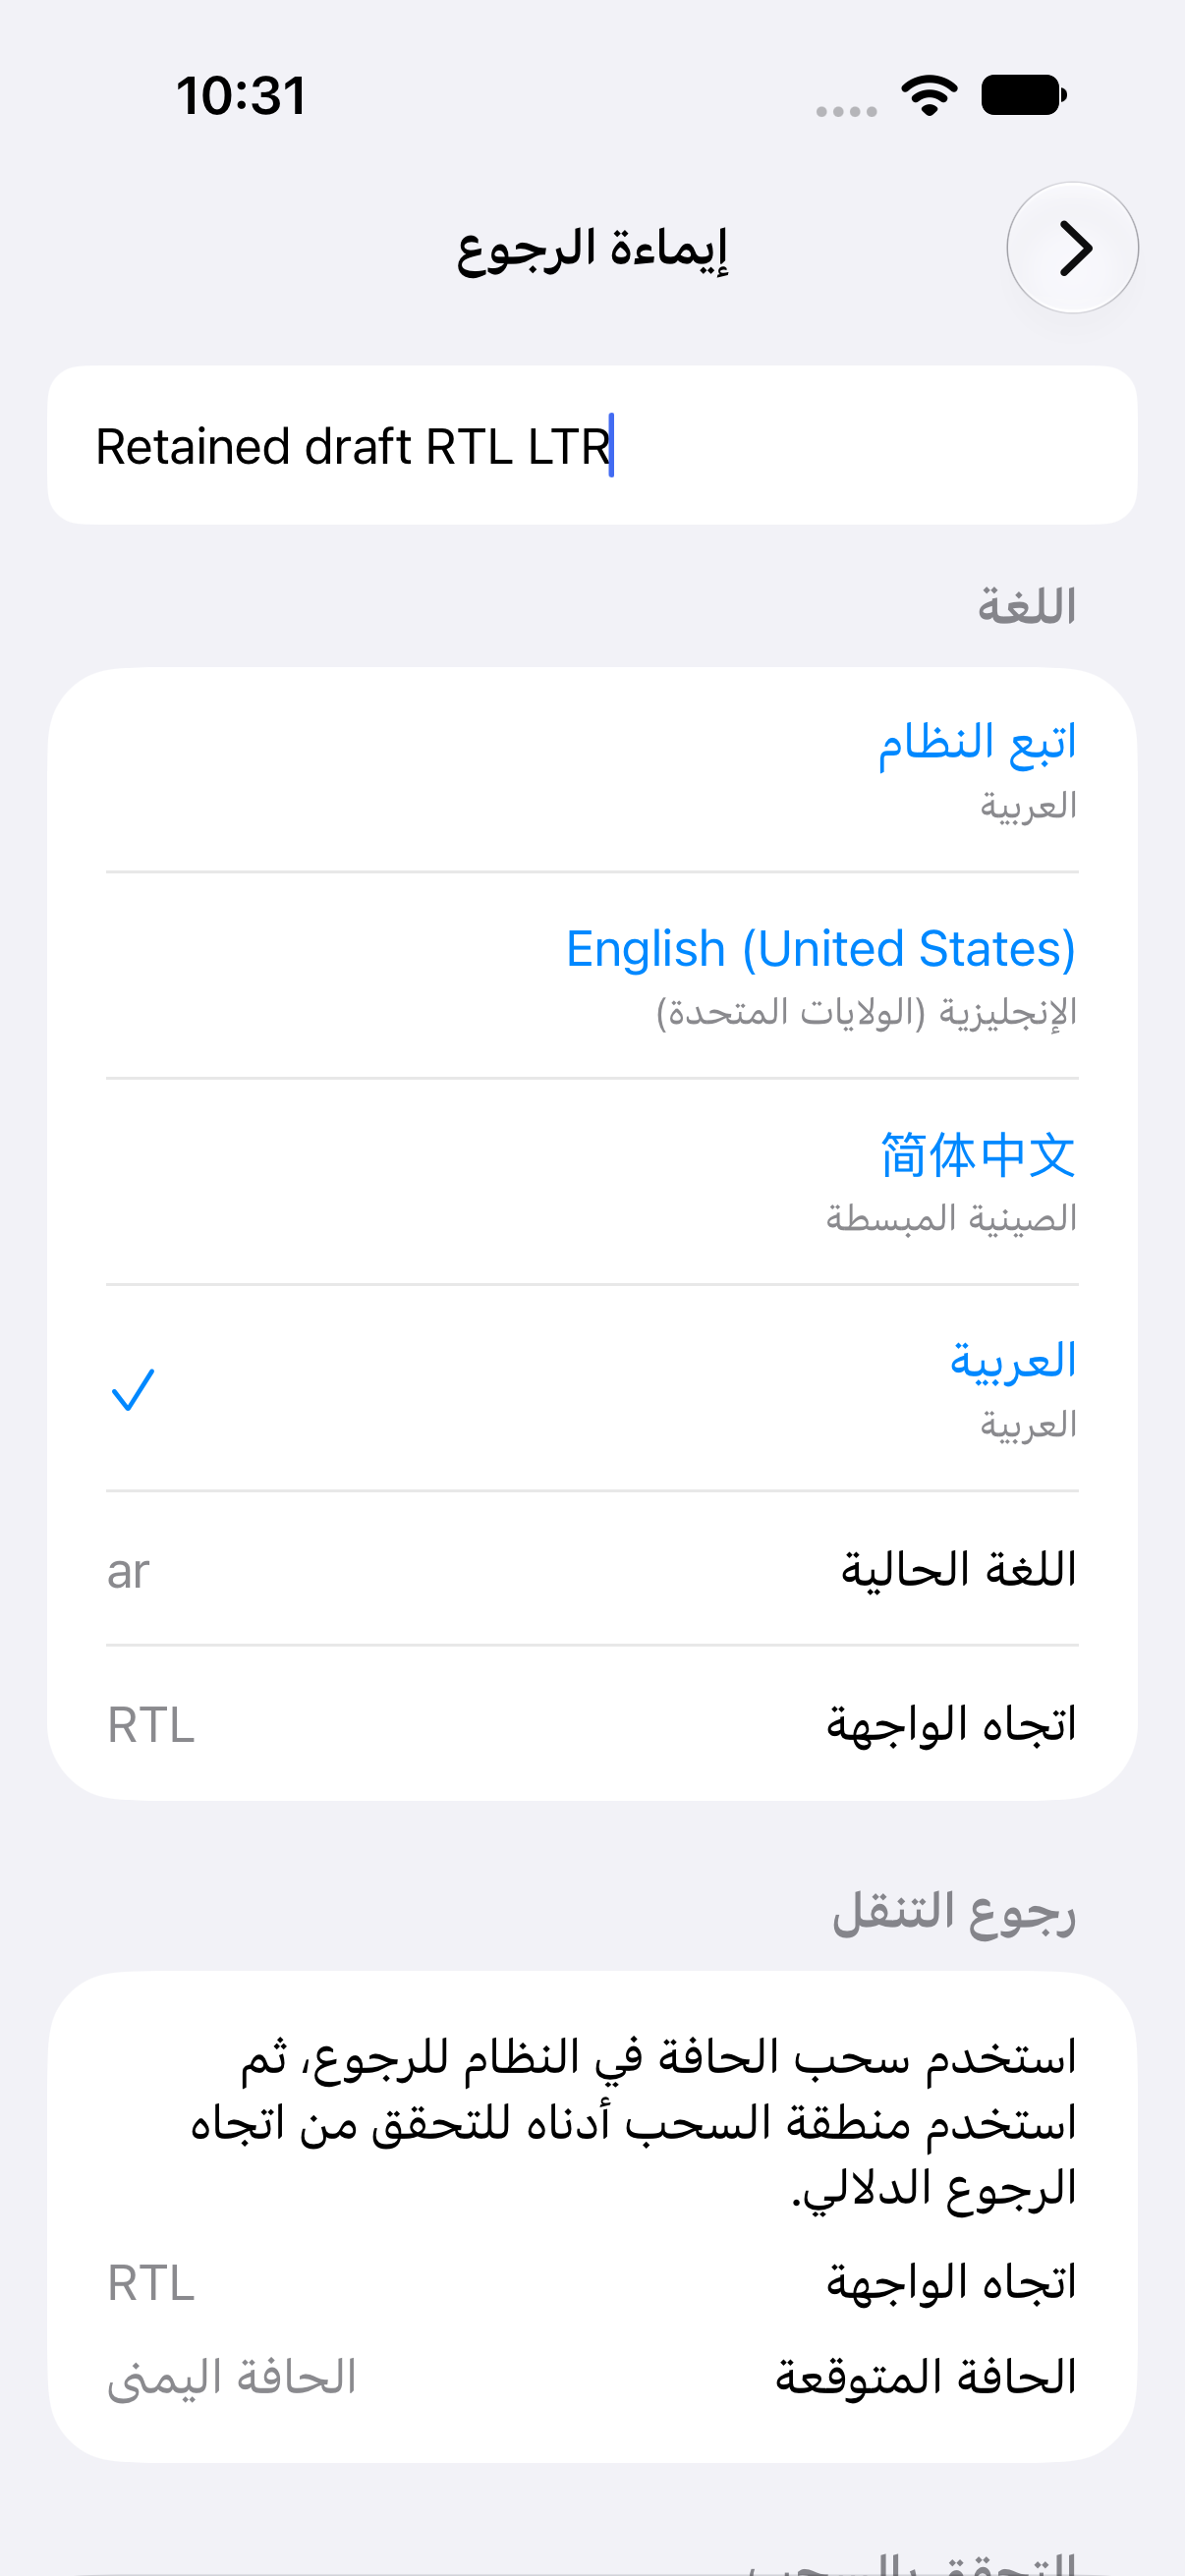 10:31
إيماءة الرجوع
Retained draft RTL LTR
اللغة
اتبع النظام
العربية
English (United States)
الإنجليزية (الولايات المتحدة)
简体中文
الصينية المبسطة
العربية
العربية
اللغة الحالية ar
اتجاه الواجهة RTL
رجوع التنقل
استخدم سحب الحافة في النظام للرجوع، ثم
استخدم منطقة السحب أدناه للتحقق من اتجاه
الرجوع الدلالي.
اتجاه الواجهة RTL
الحافة المتوقعة الحافة اليمنى